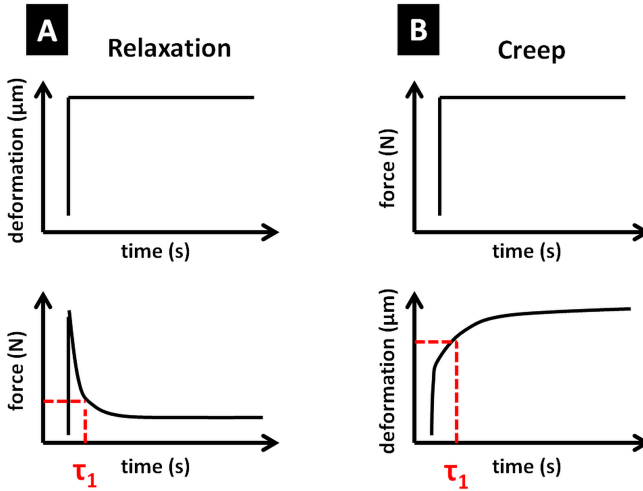 A
Relaxation
deformation (μm)
time (s)
force (N)
τ1
time (s)
B
Creep
force (N)
time (s)
deformation (μm)
τ1
time (s)